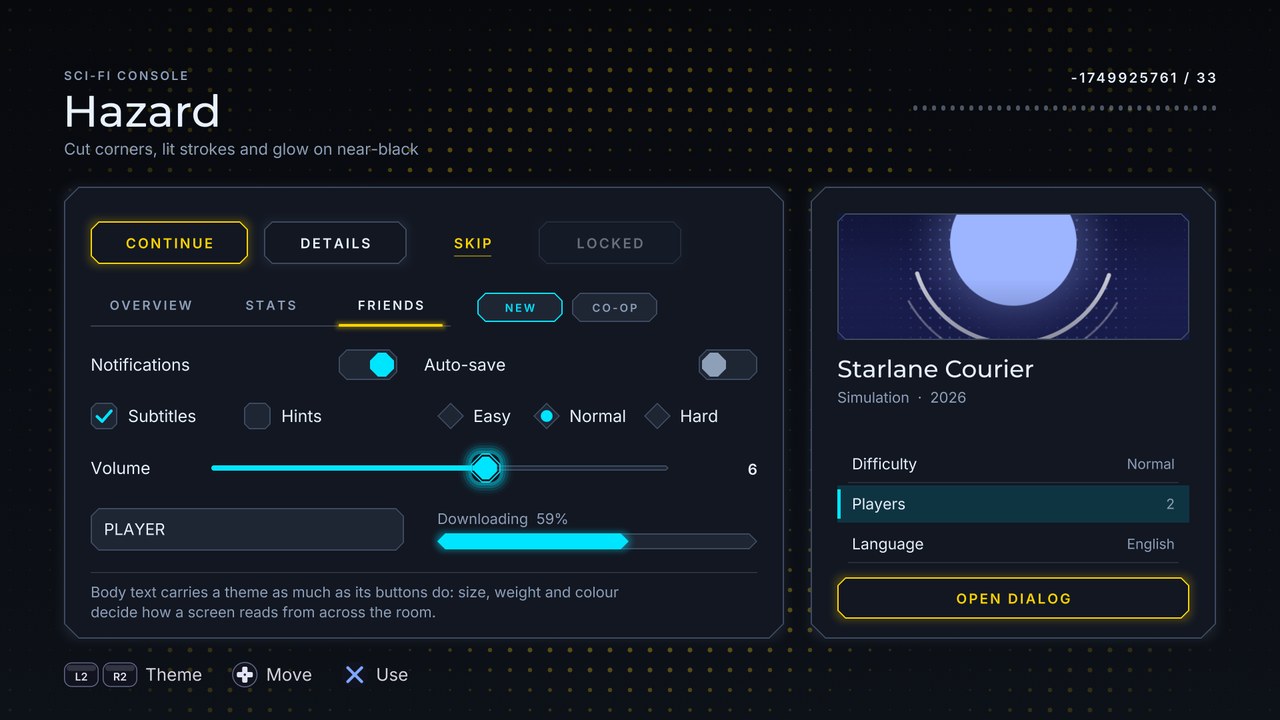 SCI-FI CONSOLE
Hazard
Cut corners, lit strokes and glow on near-black
-1749925761 / 33
CONTINUE
DETAILS
SKIP
LOCKED
OVERVIEW
STATS
FRIENDS
NEW
CO-OP
Notifications
Auto-save
Subtitles
Hints
Easy
Normal
Hard
Volume
6
PLAYER
Downloading 59%
Body text carries a theme as much as its buttons do: size, weight and colour
decide how a screen reads from across the room.
Starlane Courier
Simulation · 2026
Difficulty
Normal
Players
2
Language
English
OPEN DIALOG
L2 R2 Theme
Move
Use